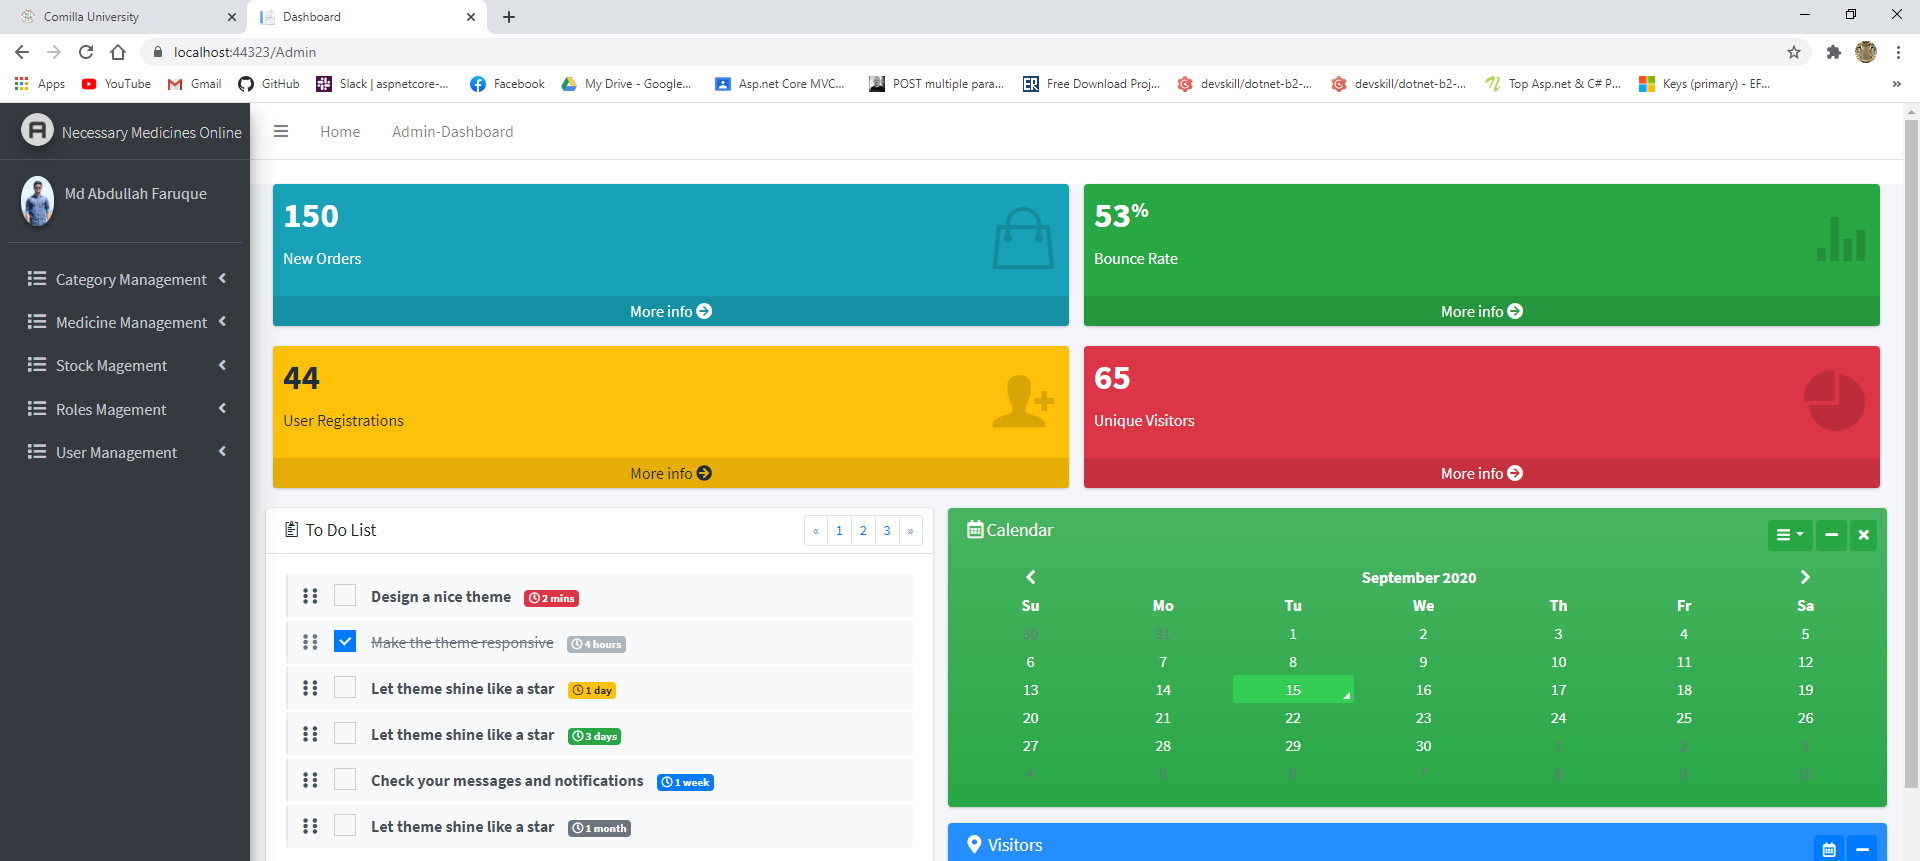 Comilla University
Dashboard
localhost:44323/Admin
Apps YouTube Gmail GitHub Slack | aspnetcore-... Facebook My Drive - Google... Asp.net Core MVC... POST multiple para... Free Download Proj... devskill/dotnet-b2-... devskill/dotnet-b2-... Top Asp.net & C# P... Keys (primary) - EF... »
Necessary Medicines Online
Home Admin-Dashboard
Md Abdullah Faruque
Category Management
Medicine Management
Stock Magement
Roles Magement
User Management
150
New Orders
More info
53%
Bounce Rate
More info
44
User Registrations
More info
65
Unique Visitors
More info
To Do List
« 1 2 3 »
Design a nice theme 2 mins
Make the theme responsive 4 hours
Let theme shine like a star 1 day
Let theme shine like a star 3 days
Check your messages and notifications 1 week
Let theme shine like a star 1 month
Calendar
September 2020
Su Mo Tu We Th Fr Sa
30 31 1 2 3 4 5
6 7 8 9 10 11 12
13 14 15 16 17 18 19
20 21 22 23 24 25 26
27 28 29 30 1 2 3
4 5 6 7 8 9 10
Visitors